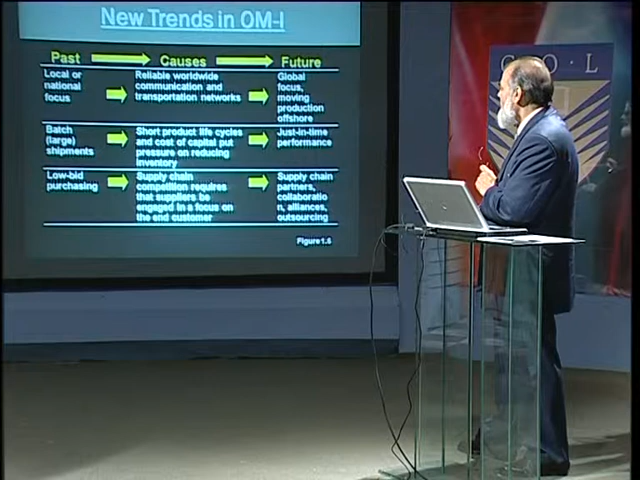 New Trends in OM-I
Past Causes Future
Local or
national
focus
Reliable worldwide
communication and
transportation networks
Global
focus,
moving
production
offshore
Batch
(large)
shipments
Short product life cycles
and cost of capital put
pressure on reducing
inventory
Just-in-time
performance
Low-bid
purchasing
Supply chain
competition requires
that suppliers be
engaged in a focus on
the end customer
Supply chain
partners,
collaboratio
n, alliances,
outsourcing